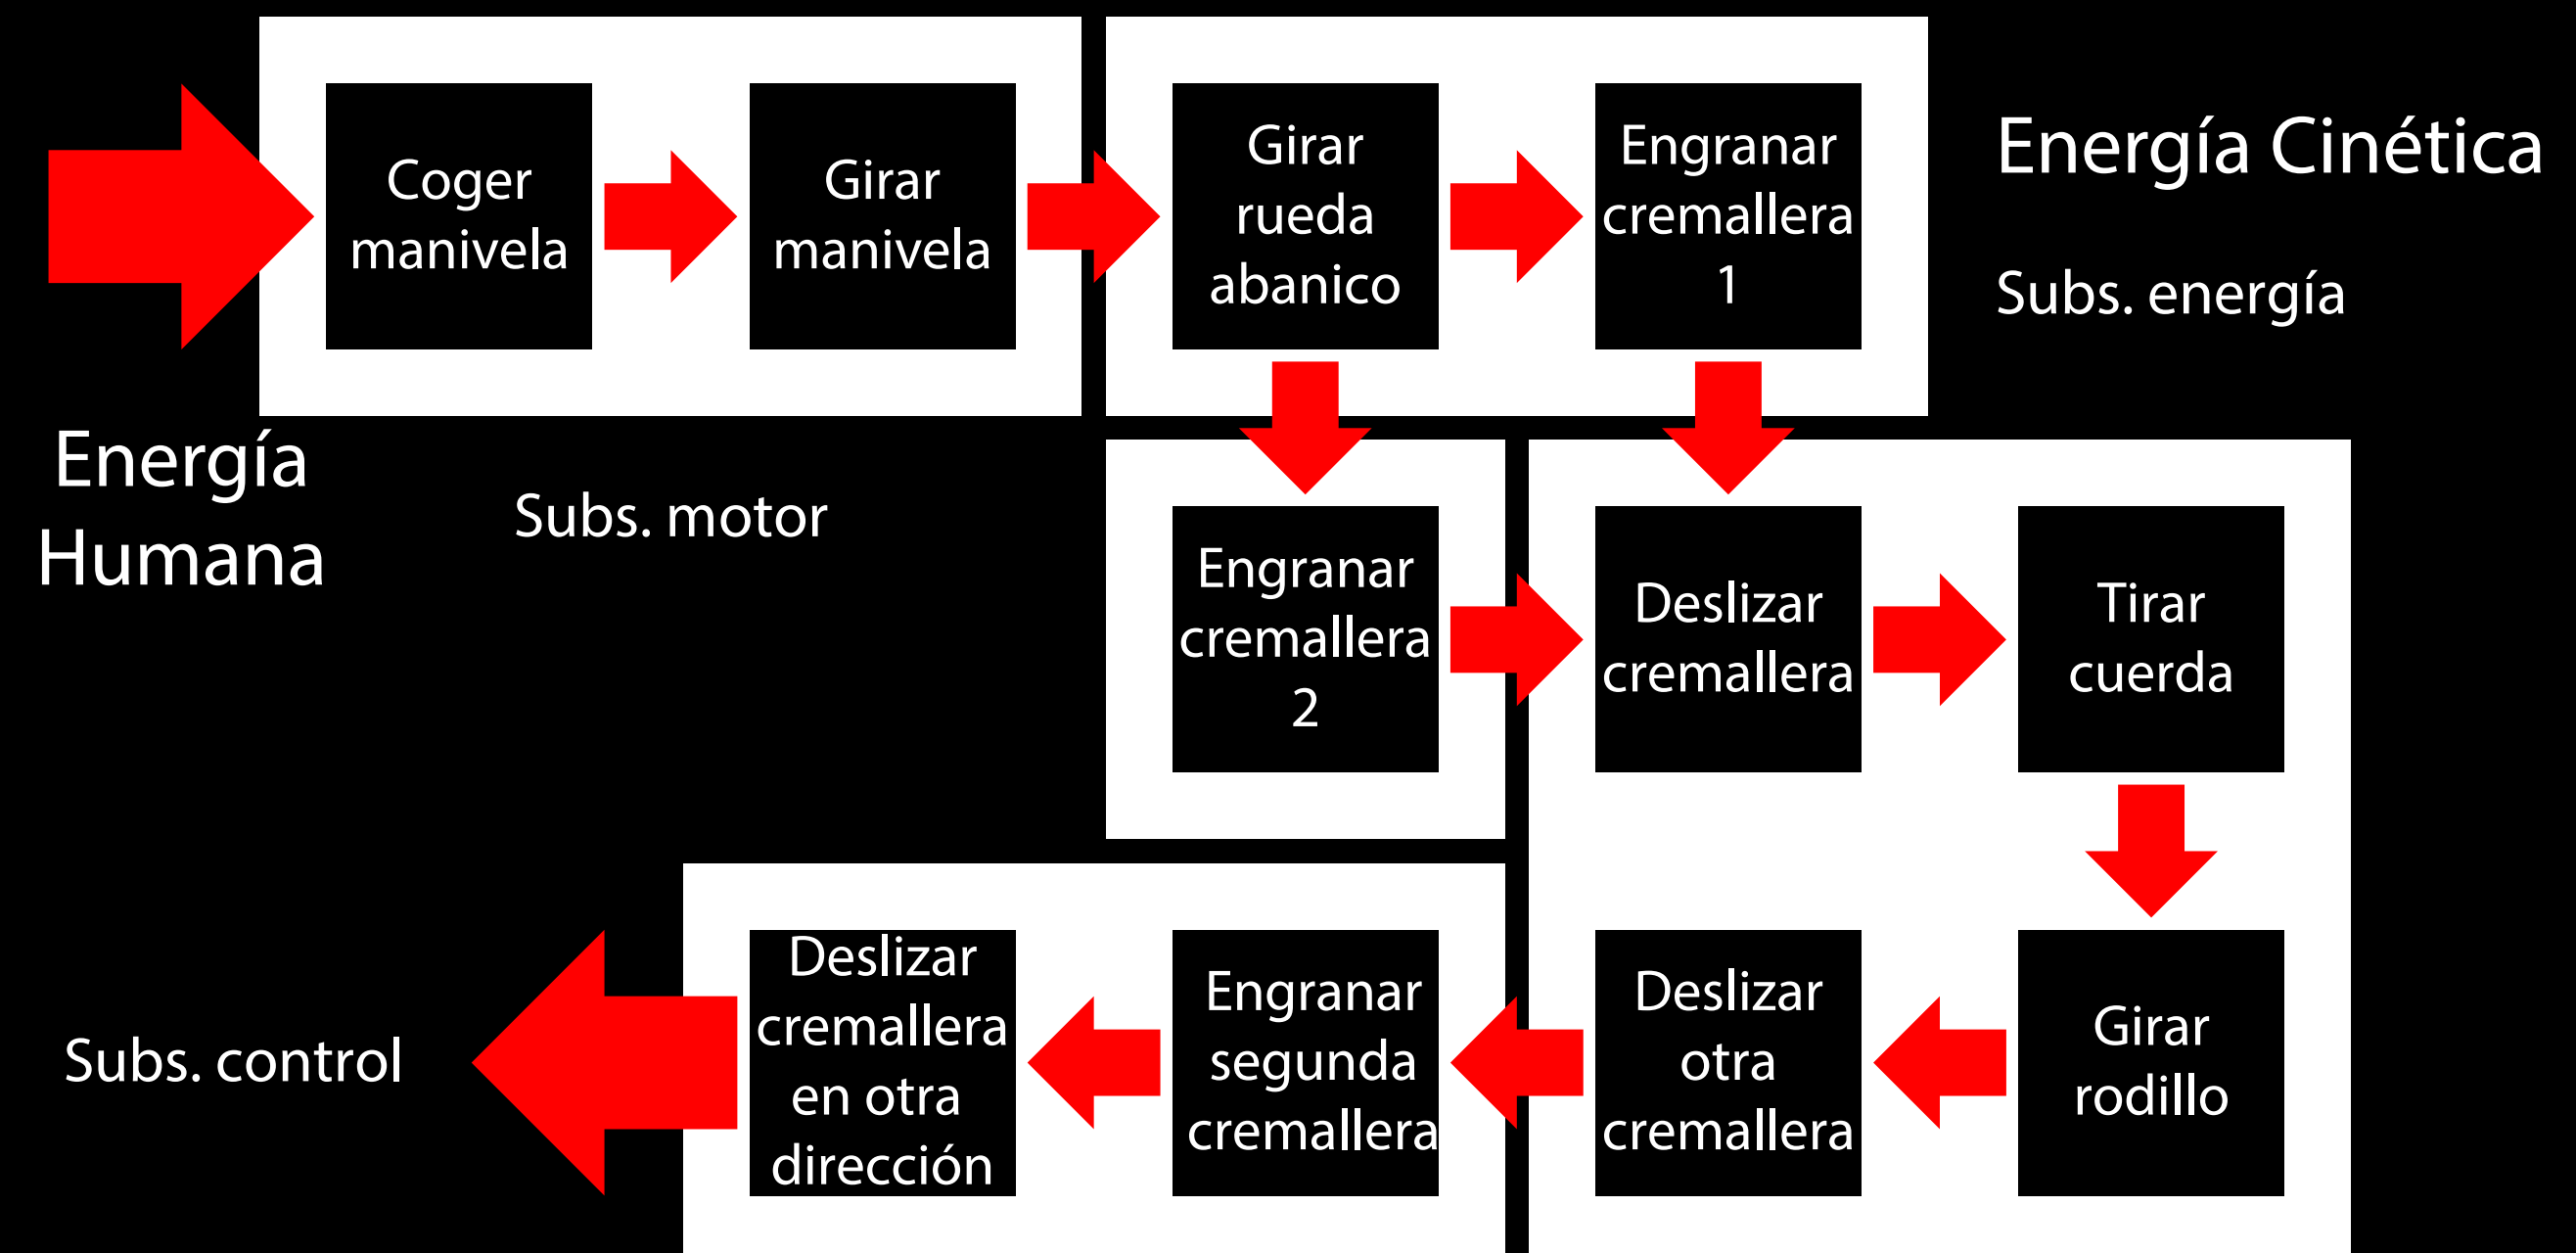 Coger
manivela
Girar
manivela
Girar
rueda
abanico
Engranar
cremallera
1
Energía Cinética
Subs. energía
Energía
Humana
Subs. motor
Engranar
cremallera
2
Deslizar
cremallera
Tirar
cuerda
Girar
rodillo
Deslizar
otra
cremallera
Engranar
segunda
cremallera
Deslizar
cremallera
en otra
dirección
Subs. control